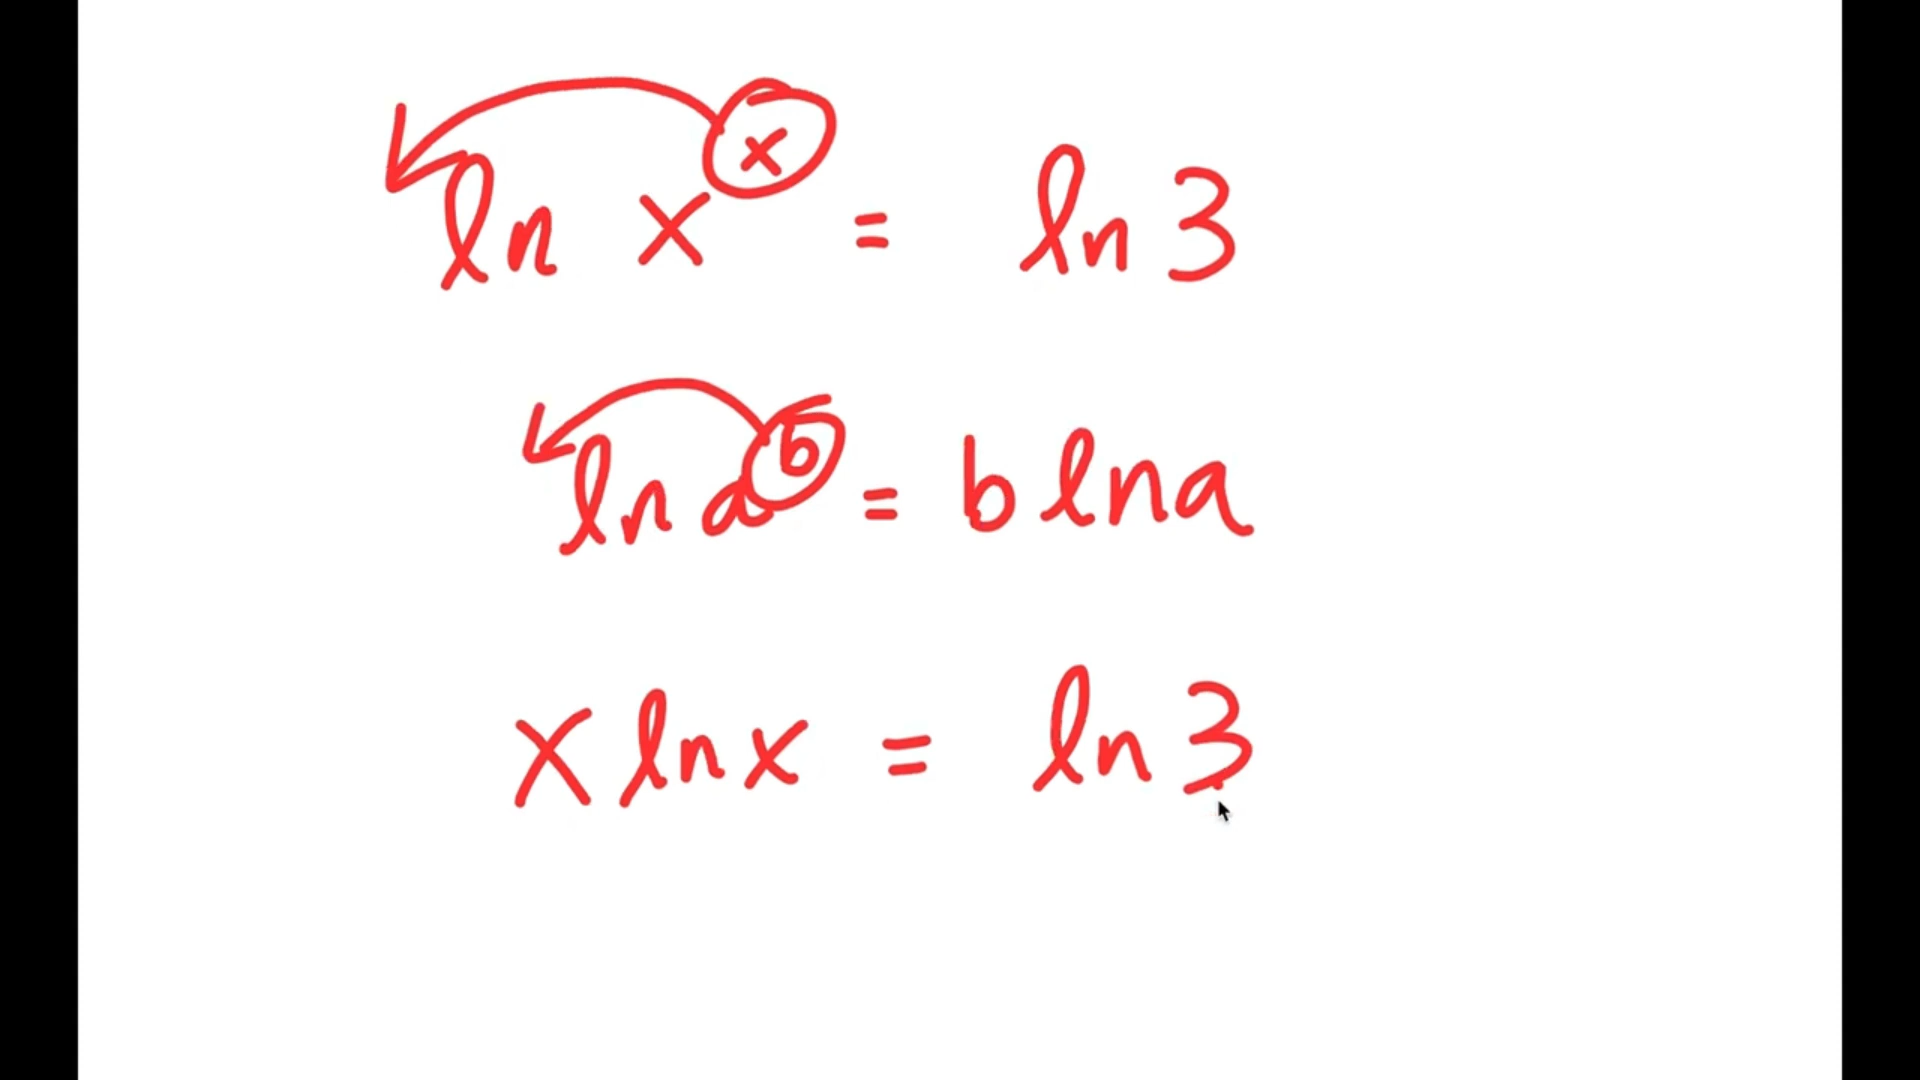 ln x^x = ln 3
ln a^b = b ln a
x ln x = ln 3